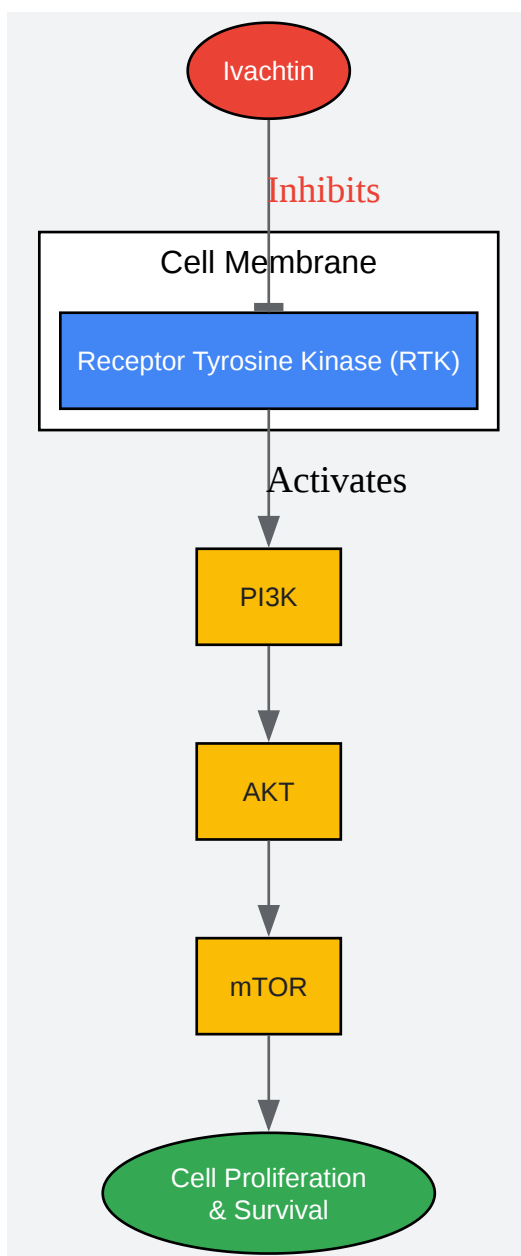 Ivachtin
Inhibits
Cell Membrane
Receptor Tyrosine Kinase (RTK)
Activates
PI3K
AKT
mTOR
Cell Proliferation
& Survival